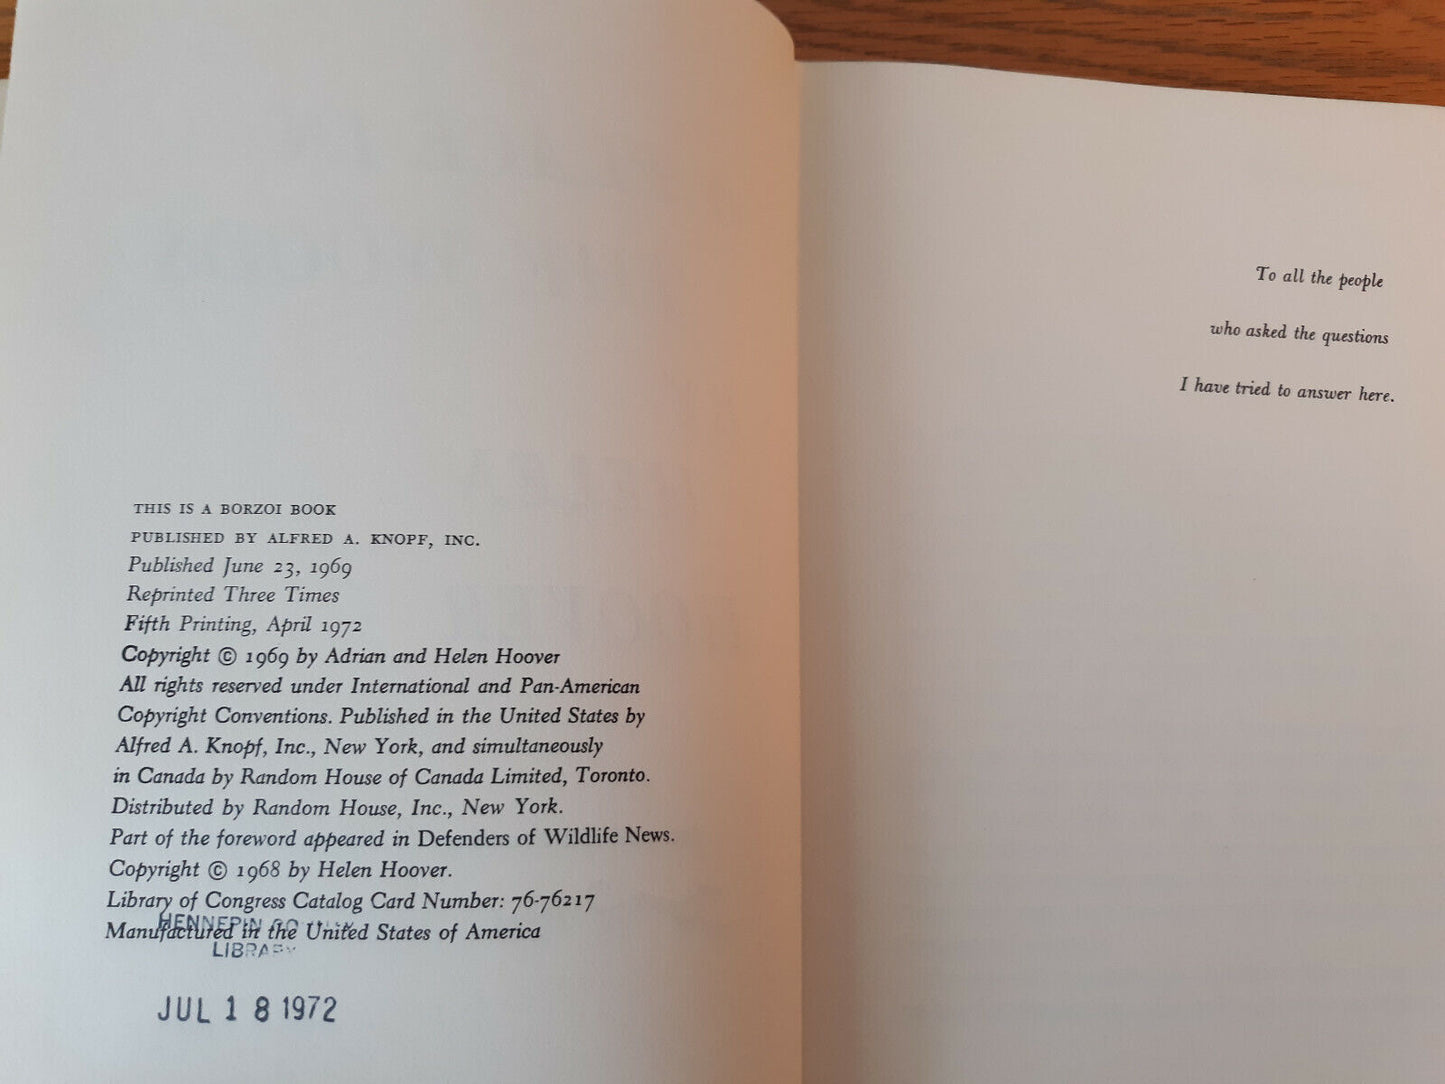 THIS IS A BORZOI BOOK
PUBLISHED BY ALFRED A. KNOPF, INC.
Published June 23, 1969
Reprinted Three Times
Fifth Printing, April 1972
Copyright © 1969 by Adrian and Helen Hoover
All rights reserved under International and Pan-American
Copyright Conventions. Published in the United States by
Alfred A. Knopf, Inc., New York, and simultaneously
in Canada by Random House of Canada Limited, Toronto.
Distributed by Random House, Inc., New York.
Part of the foreword appeared in Defenders of Wildlife News.
Copyright © 1968 by Helen Hoover.
Library of Congress Catalog Card Number: 76-76217
Manufactured in the United States of America
HENNEPIN COUNTY
LIBRARY
JUL 18 1972
To all the people
who asked the questions
I have tried to answer here.